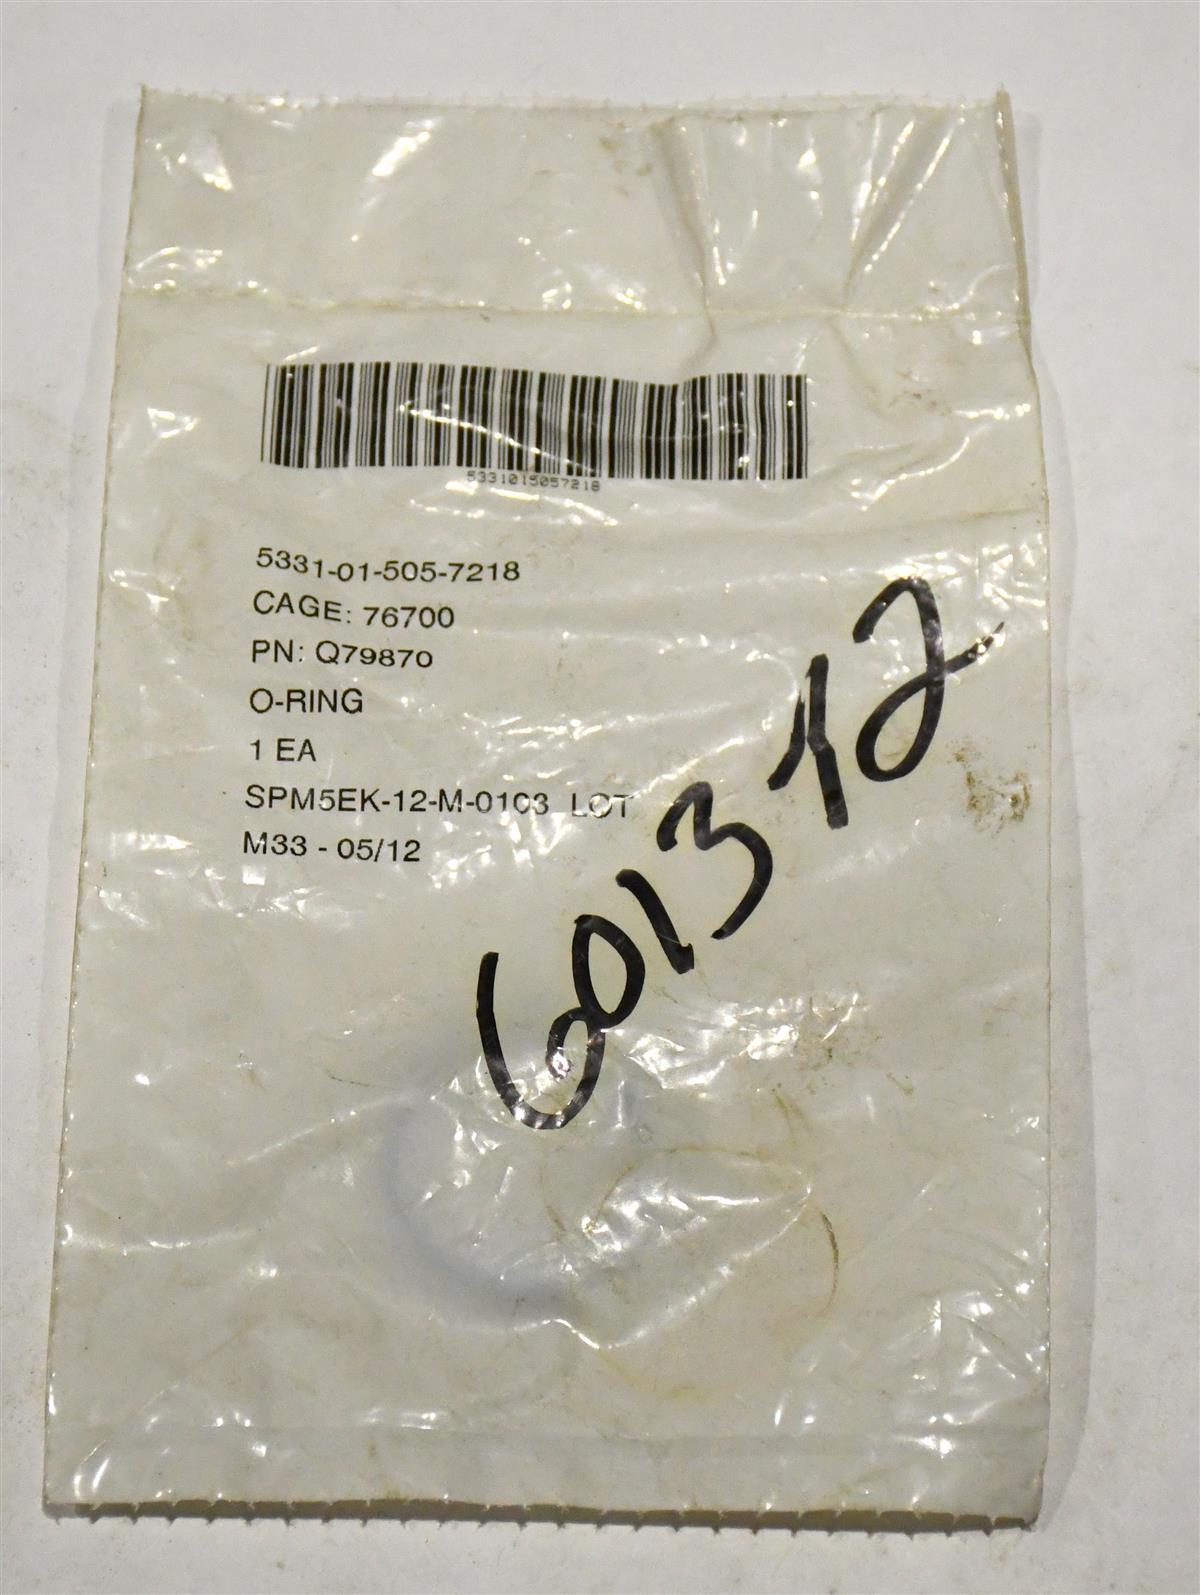 5331015057218
5331-01-505-7218
CAGE: 76700
PN: Q79870
O-RING
1 EA
SPM5EK-12-M-0103 LOT
M33 - 05/12
601312